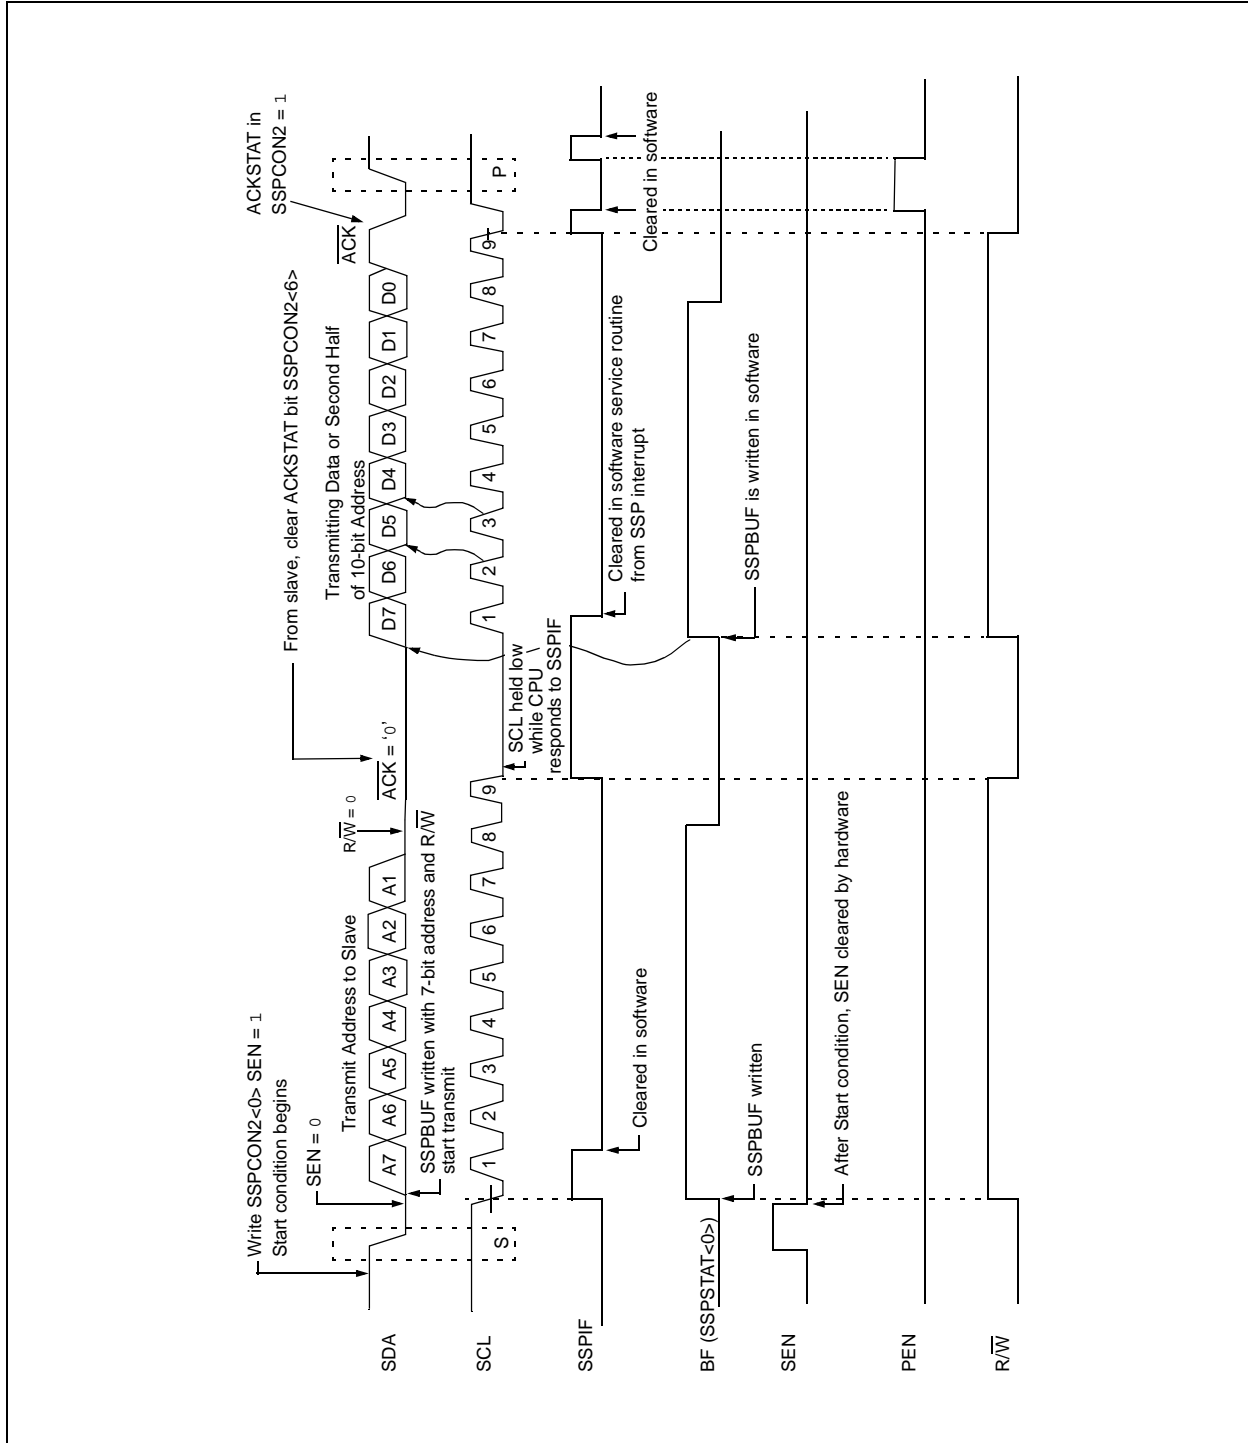 Write SSPCON2<0> SEN = 1
Start condition begins
SEN = 0
Transmit Address to Slave
R/W = 0
From slave, clear ACKSTAT bit SSPCON2<6>
ACK = ‘0’
Transmitting Data or Second Half
of 10-bit Address
ACKSTAT in
SSPCON2 = 1
ACK
SDA
A7 A6 A5 A4 A3 A2 A1
D7 D6 D5 D4 D3 D2 D1 D0
SSPBUF written with 7-bit address and R/W
start transmit
SCL
S
1 2 3 4 5 6 7 8 9
1 2 3 4 5 6 7 8 9
P
SCL held low
while CPU
responds to SSPIF
SSPIF
Cleared in software
Cleared in software service routine
from SSP interrupt
Cleared in software
BF (SSPSTAT<0>)
SSPBUF written
SSPBUF is written in software
SEN
After Start condition, SEN cleared by hardware
PEN
R/W